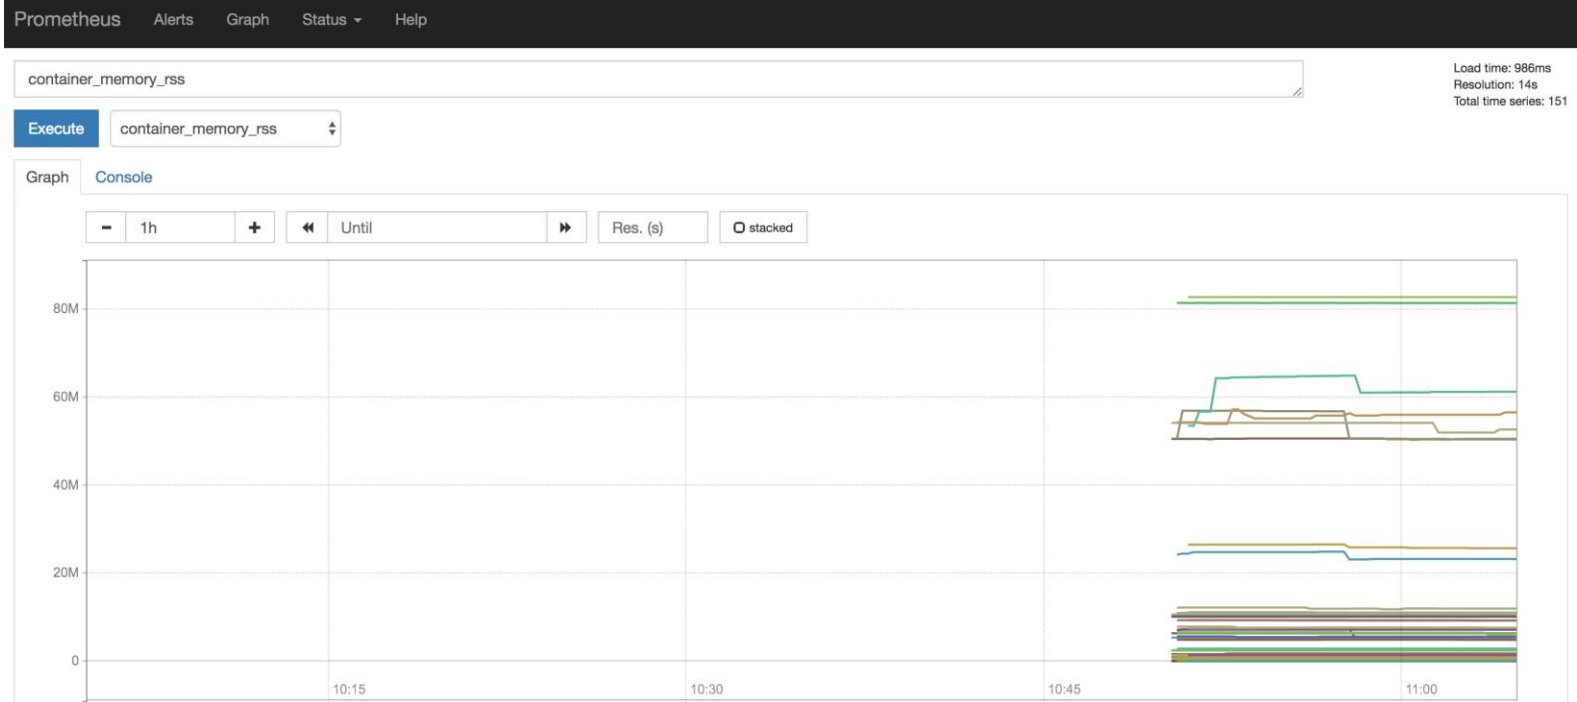 Prometheus Alerts Graph Status Help
container_memory_rss
Load time: 986ms
Resolution: 14s
Total time series: 151
Execute container_memory_rss
Graph Console
- 1h + Until Res. (s) stacked
80M
60M
40M
20M
0
10:15 10:30 10:45 11:00